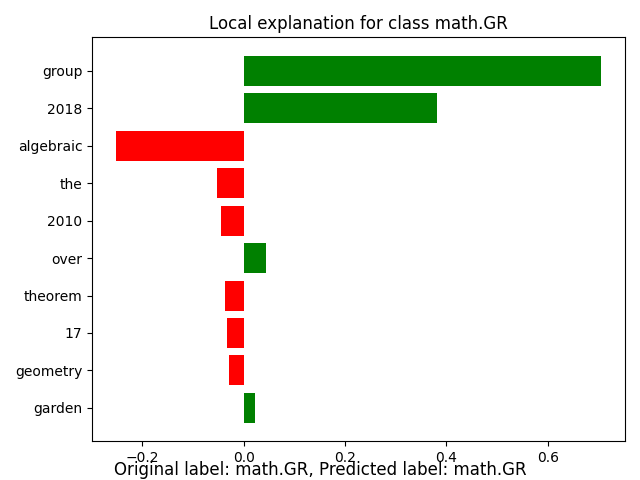 Local explanation for class math.GR
group
2018
algebraic
the
2010
over
theorem
17
geometry
garden
−0.2 0.0 0.2 0.4 0.6
Original label: math.GR, Predicted label: math.GR